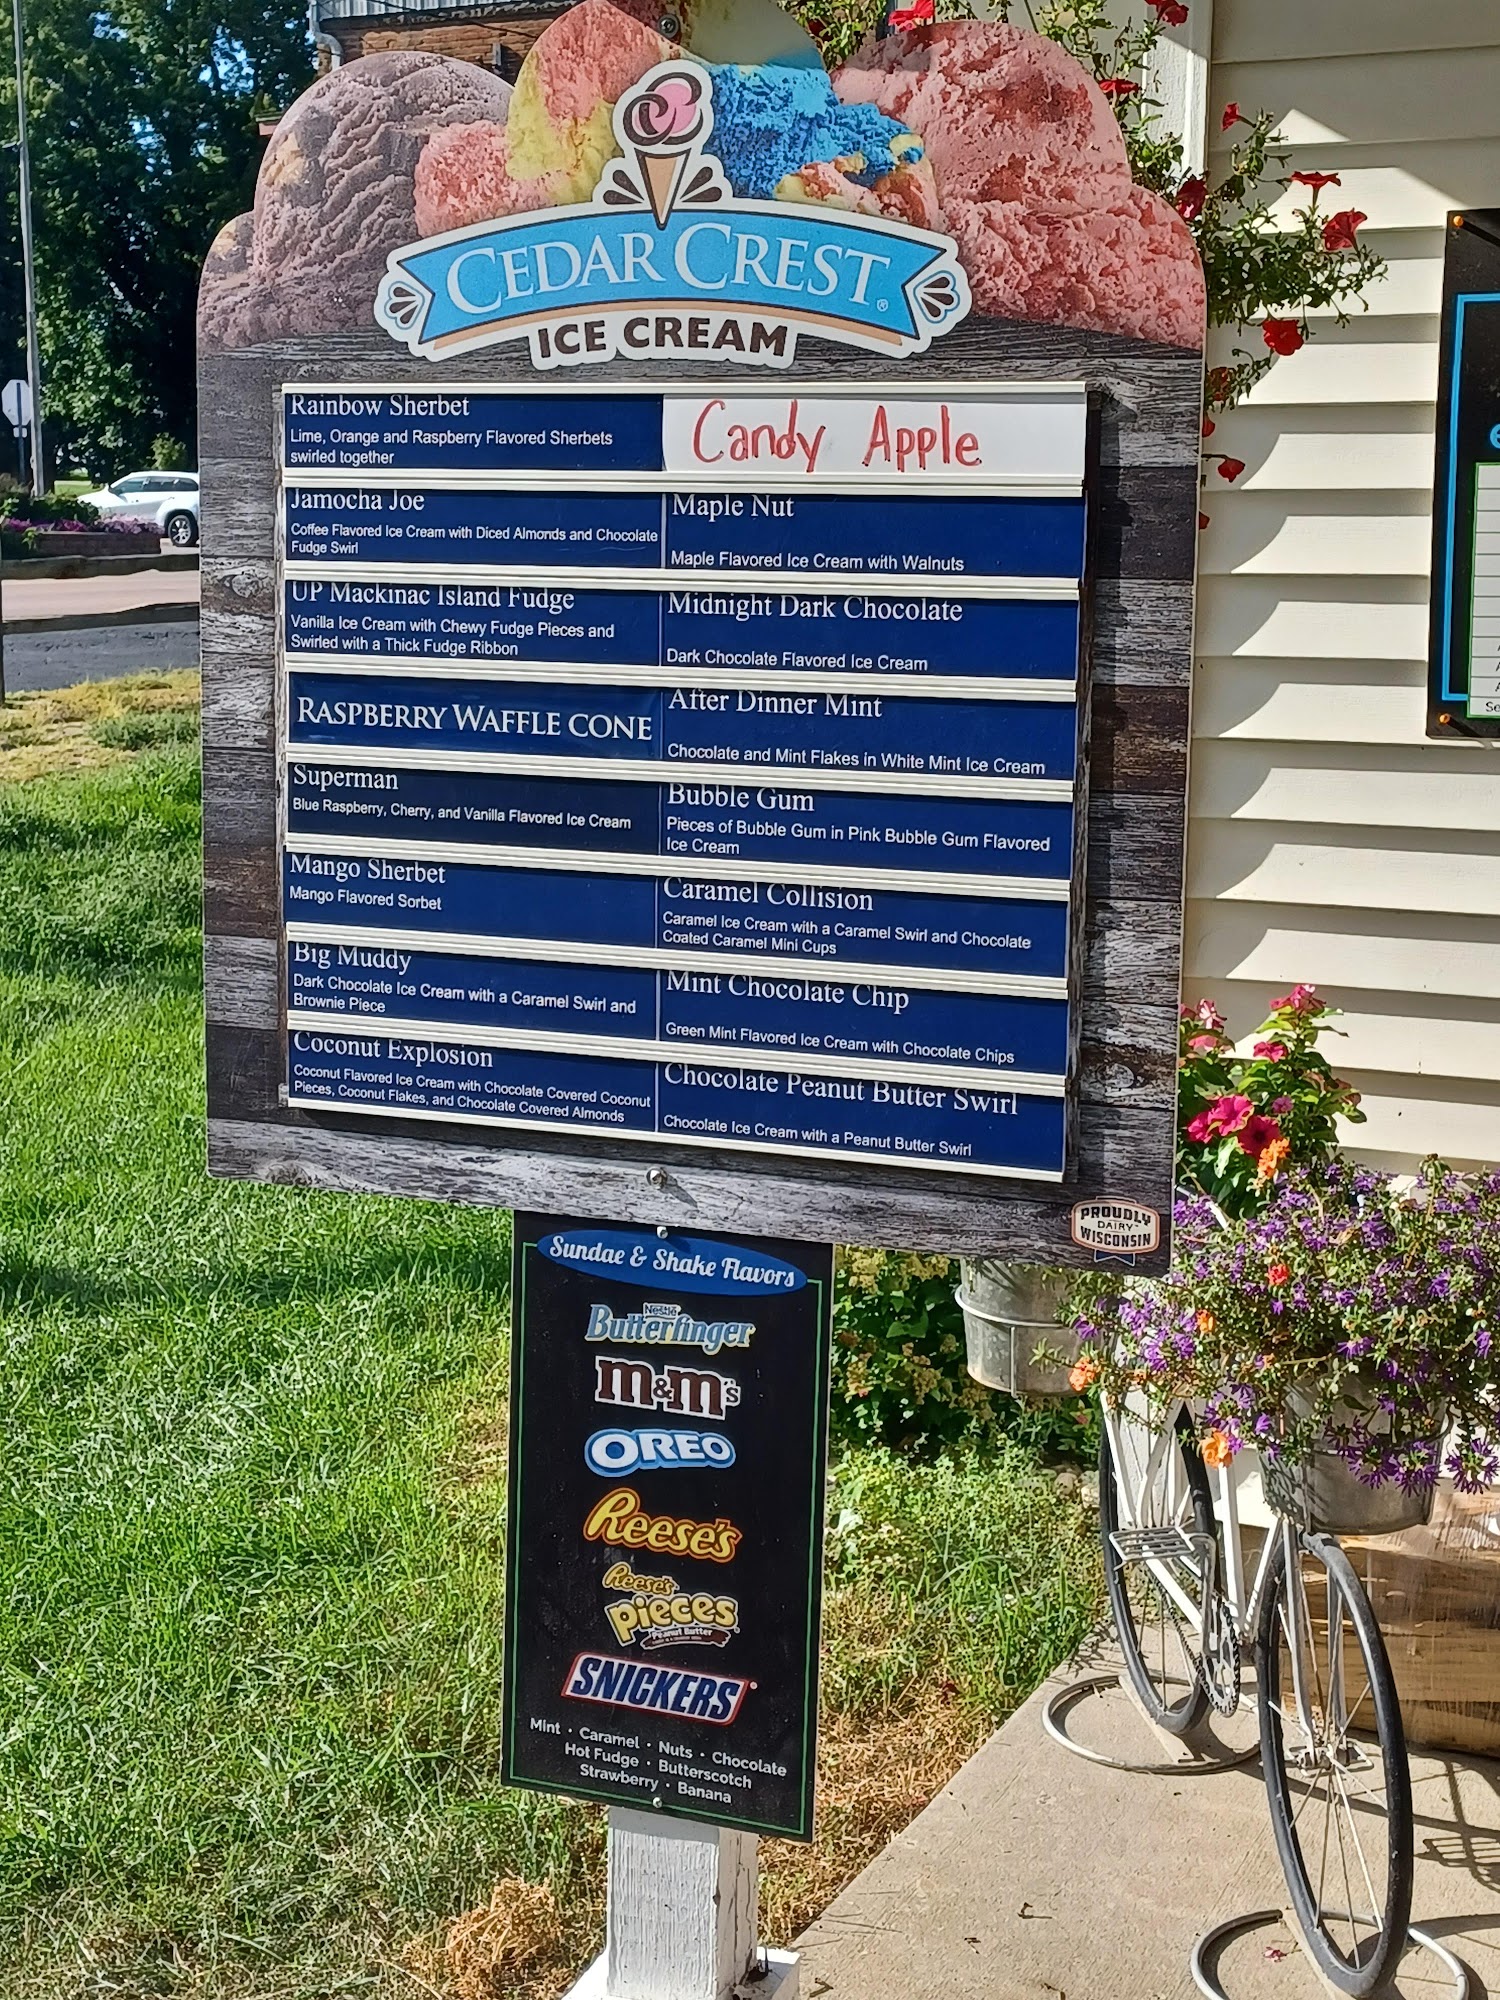 CEDAR CREST®
ICE CREAM
Rainbow Sherbet
Lime, Orange and Raspberry Flavored Sherbets
swirled together
Candy Apple
Jamocha Joe
Coffee Flavored Ice Cream with Diced Almonds and Chocolate
Fudge Swirl
Maple Nut
Maple Flavored Ice Cream with Walnuts
UP Mackinac Island Fudge
Vanilla Ice Cream with Chewy Fudge Pieces and
Swirled with a Thick Fudge Ribbon
Midnight Dark Chocolate
Dark Chocolate Flavored Ice Cream
RASPBERRY WAFFLE CONE
After Dinner Mint
Chocolate and Mint Flakes in White Mint Ice Cream
Superman
Blue Raspberry, Cherry, and Vanilla Flavored Ice Cream
Bubble Gum
Pieces of Bubble Gum in Pink Bubble Gum Flavored
Ice Cream
Mango Sherbet
Mango Flavored Sorbet
Caramel Collision
Caramel Ice Cream with a Caramel Swirl and Chocolate
Coated Caramel Mini Cups
Big Muddy
Dark Chocolate Ice Cream with a Caramel Swirl and
Brownie Piece
Mint Chocolate Chip
Green Mint Flavored Ice Cream with Chocolate Chips
Coconut Explosion
Coconut Flavored Ice Cream with Chocolate Covered Coconut
Pieces, Coconut Flakes, and Chocolate Covered Almonds
Chocolate Peanut Butter Swirl
Chocolate Ice Cream with a Peanut Butter Swirl
PROUDLY
DAIRY
WISCONSIN
Sundae & Shake Flavors
Nestle
Butterfinger
m&m's
OREO
Reese's
Reese's
pieces
Peanut Butter
SNICKERS
Mint • Caramel • Nuts • Chocolate
Hot Fudge • Butterscotch
Strawberry • Banana